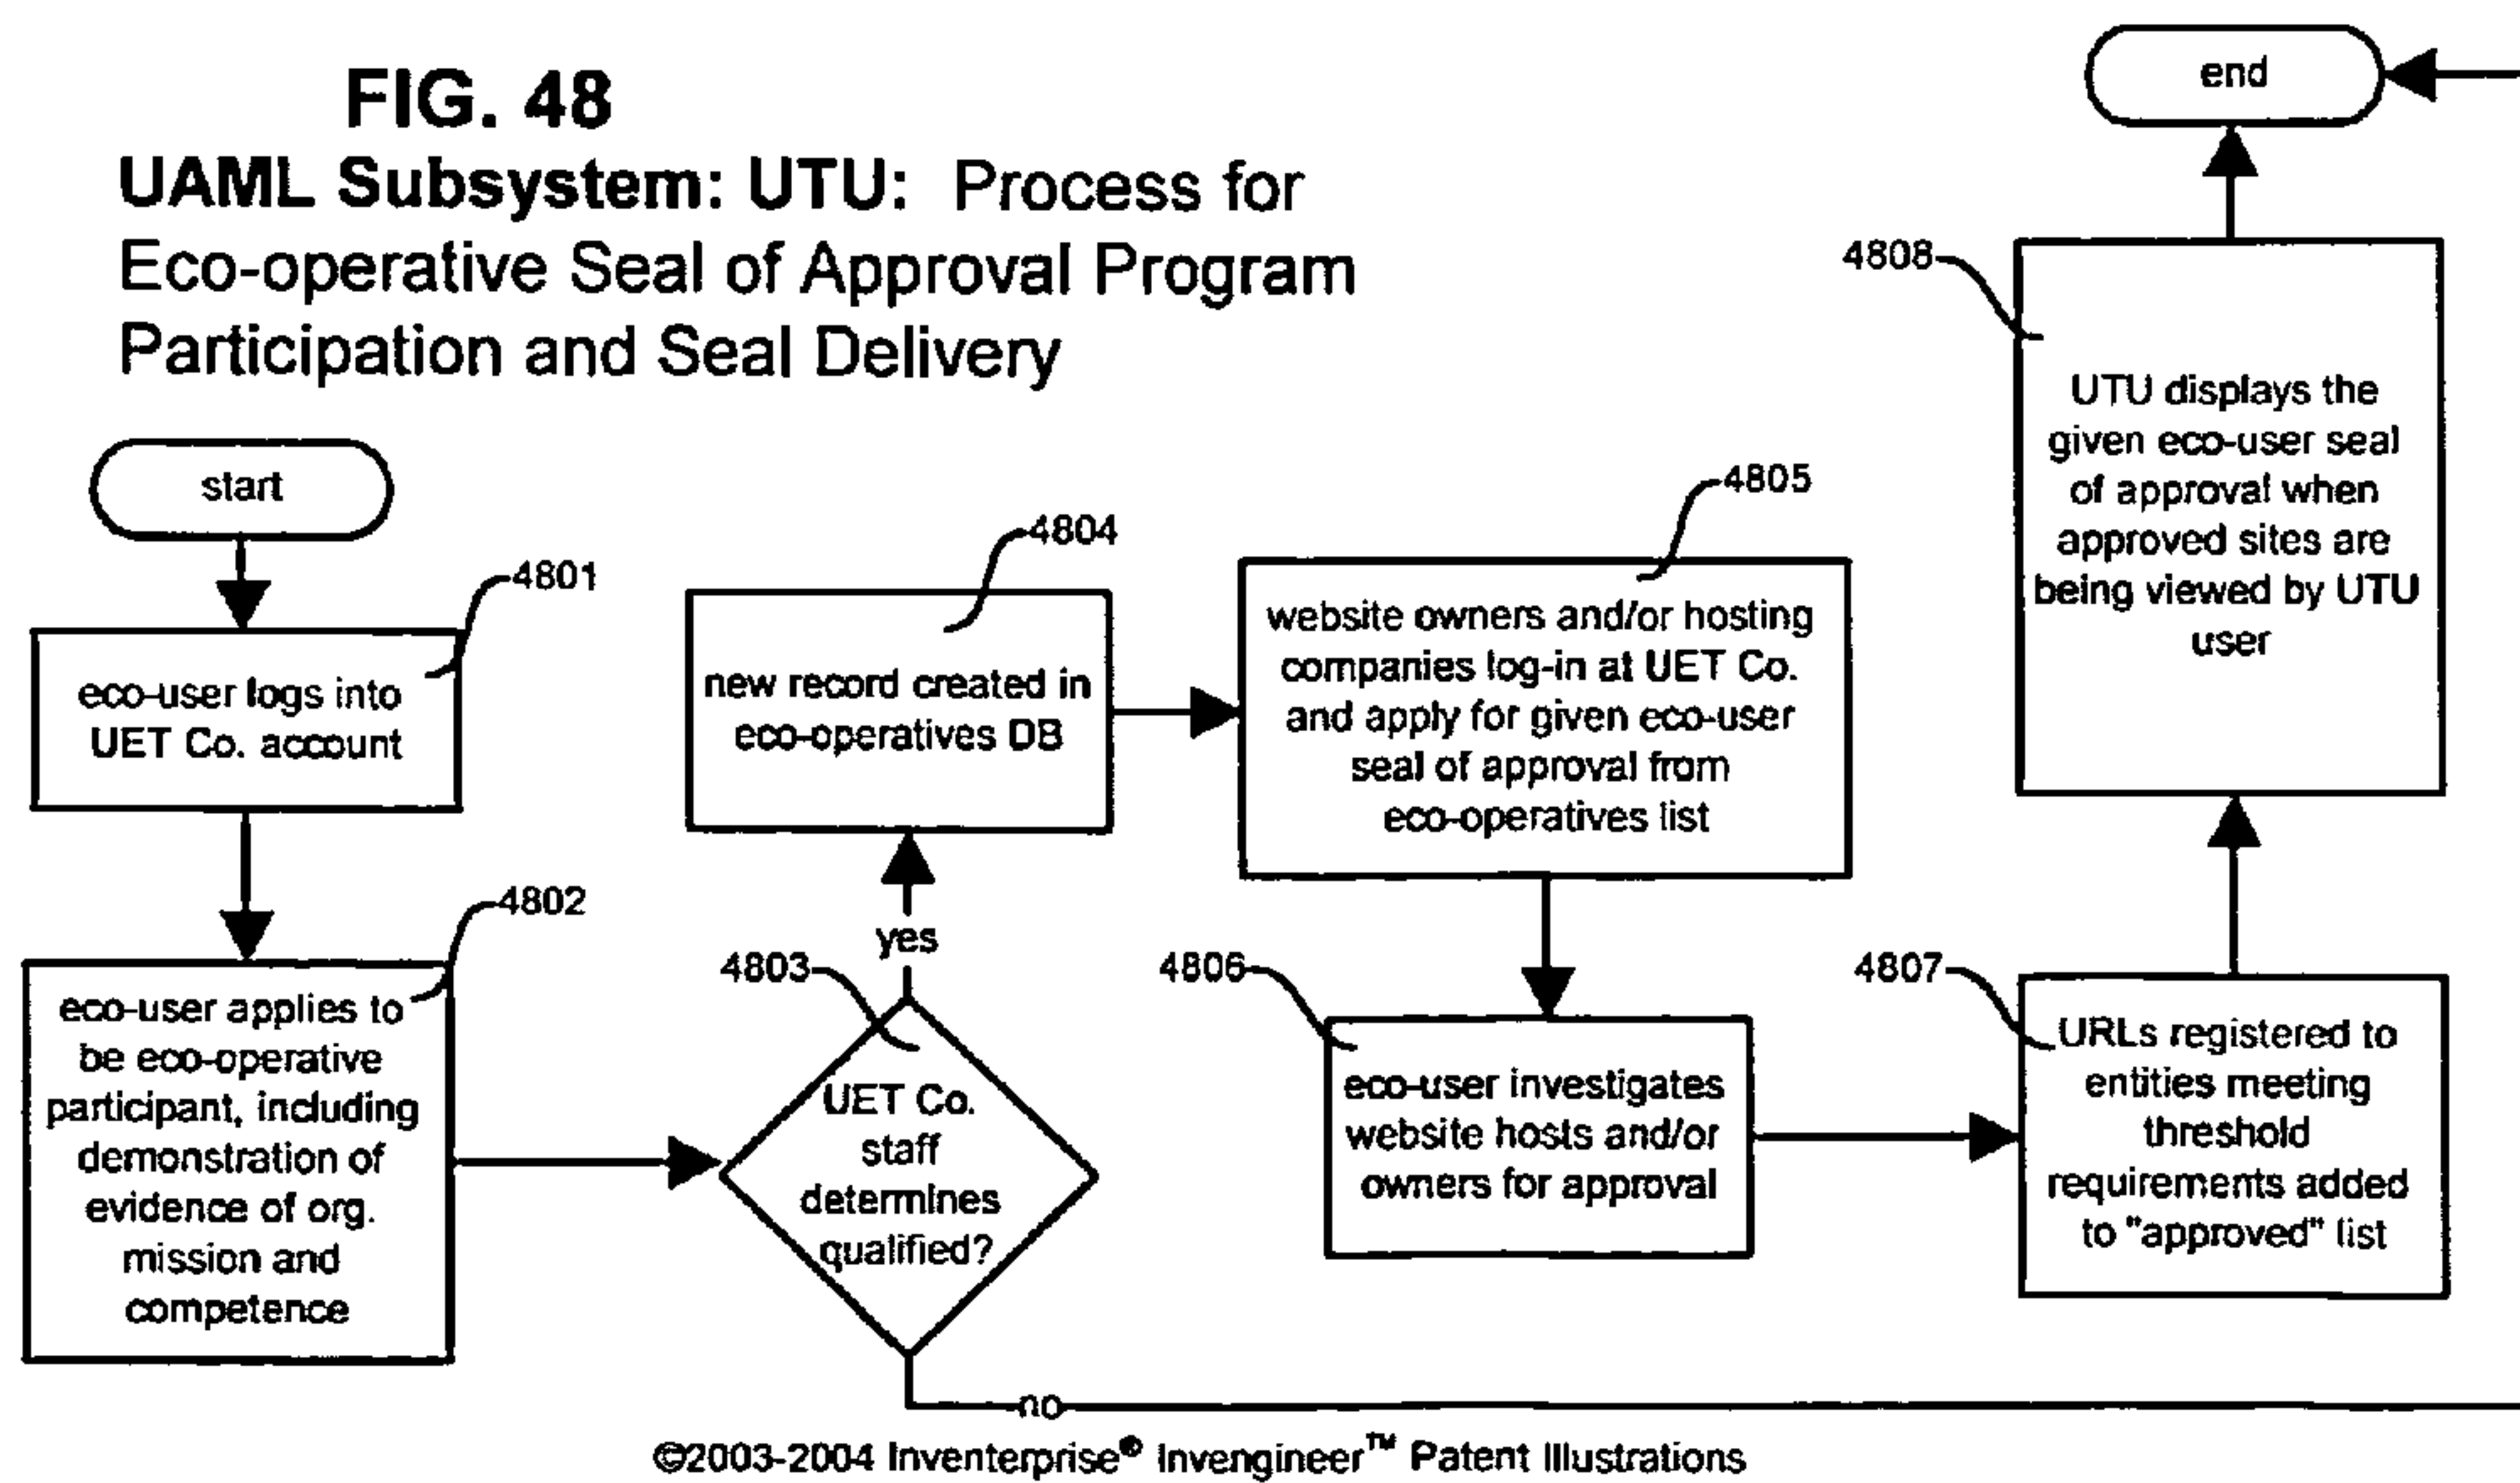 FIG. 48
UAML Subsystem: UTU: Process for
Eco-operative Seal of Approval Program
Participation and Seal Delivery
start
4801
eco-user logs into
UET Co. account
4802
eco-user applies to
be eco-operative
participant, including
demonstration of
evidence of org.
mission and
competence
4803
UET Co.
staff
determines
qualified?
yes
no
4804
new record created in
eco-operatives DB
4805
website owners and/or hosting
companies log-in at UET Co.
and apply for given eco-user
seal of approval from
eco-operatives list
4806
eco-user investigates
website hosts and/or
owners for approval
4807
URLs registered to
entities meeting
threshold
requirements added
to "approved" list
4808
UTU displays the
given eco-user seal
of approval when
approved sites are
being viewed by UTU
user
end
©2003-2004 Inventerprise® Invengineer™ Patent Illustrations